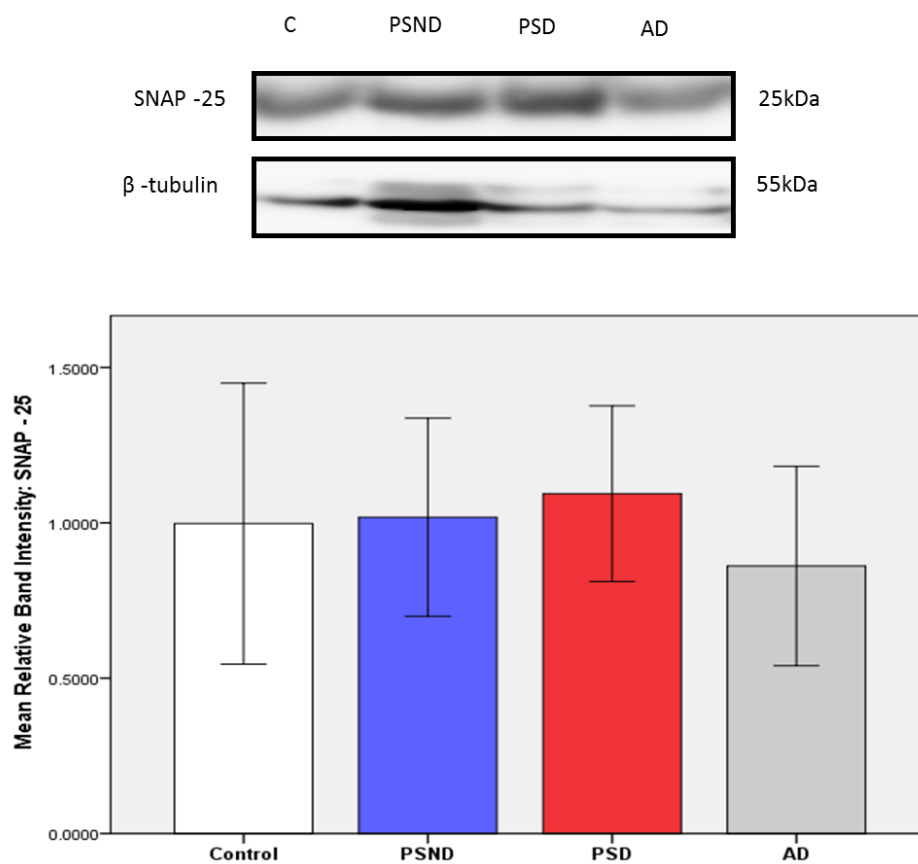 C PSND PSD AD
SNAP -25 25kDa
β -tubulin 55kDa
Mean Relative Band Intensity: SNAP -25
1.5000
1.0000
0.5000
0.0000
Control PSND PSD AD